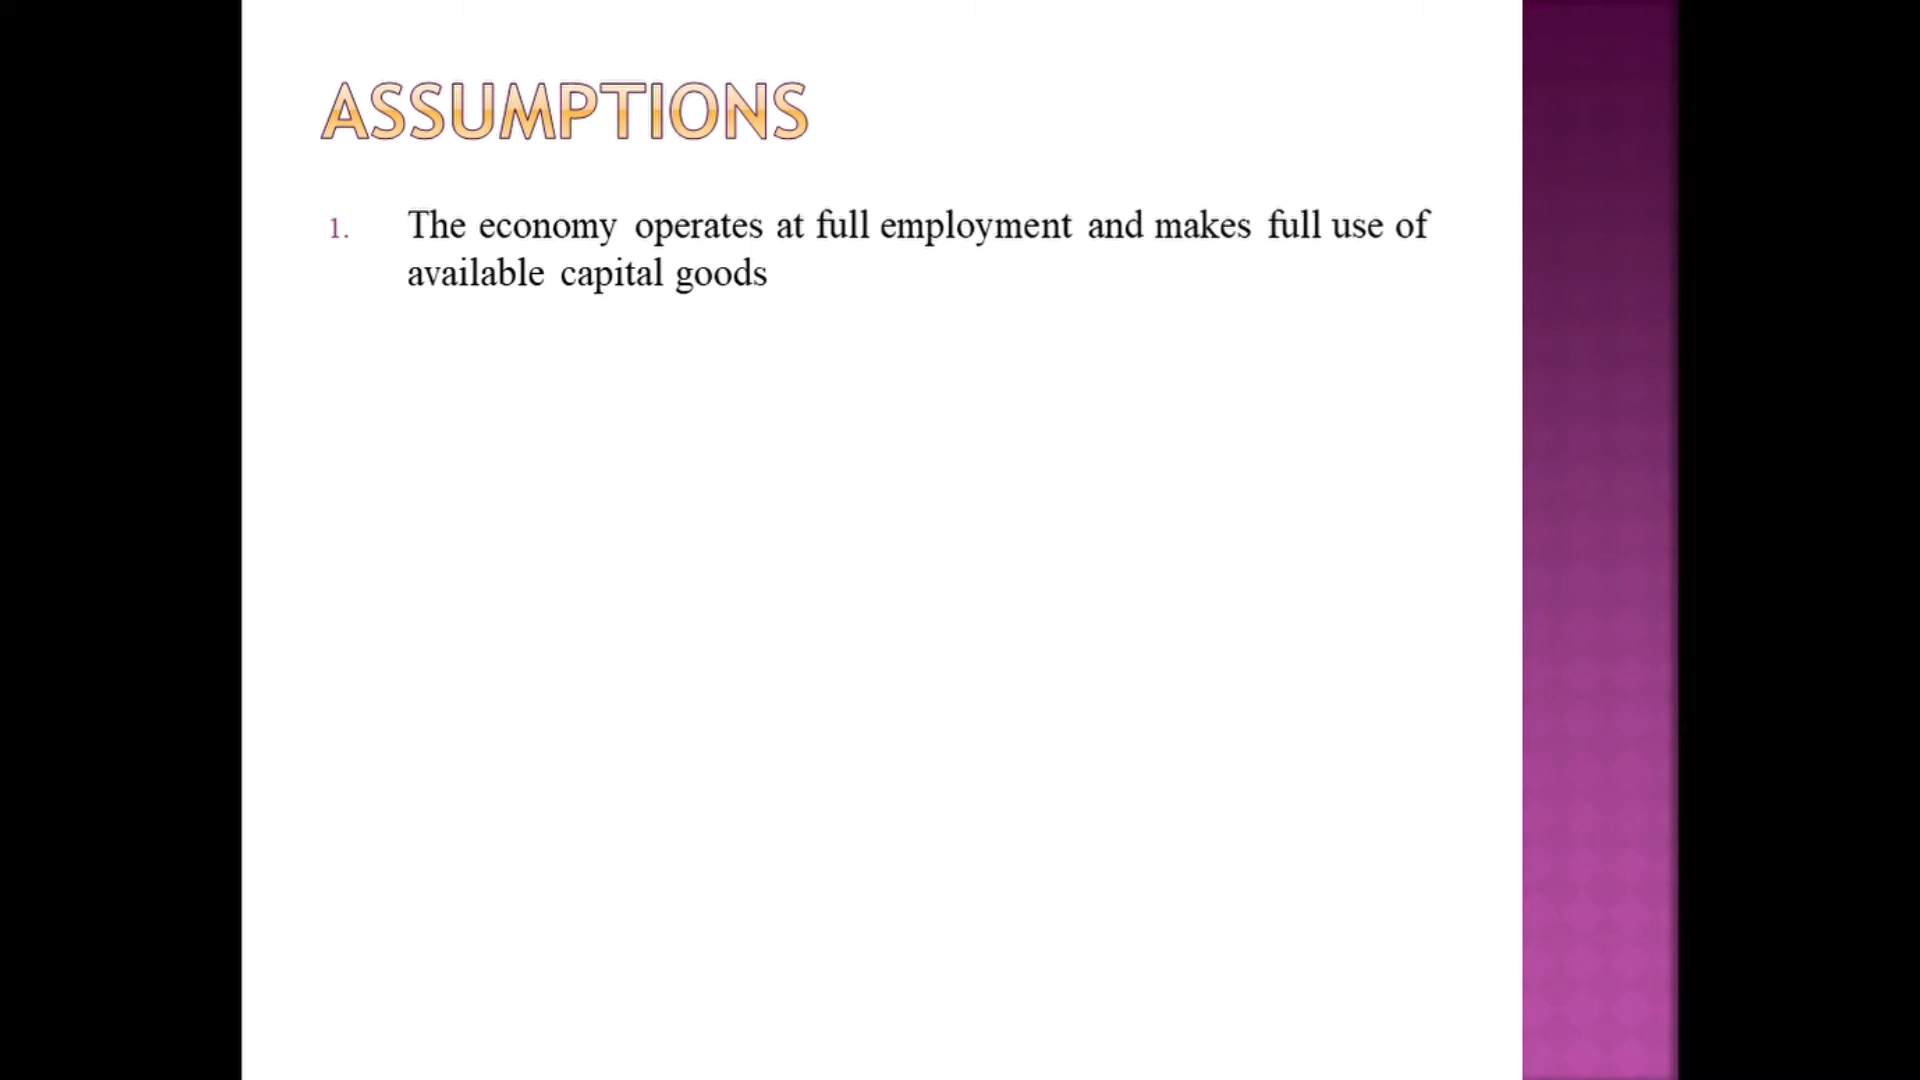 ASSUMPTIONS
1. The economy operates at full employment and makes full use of
available capital goods